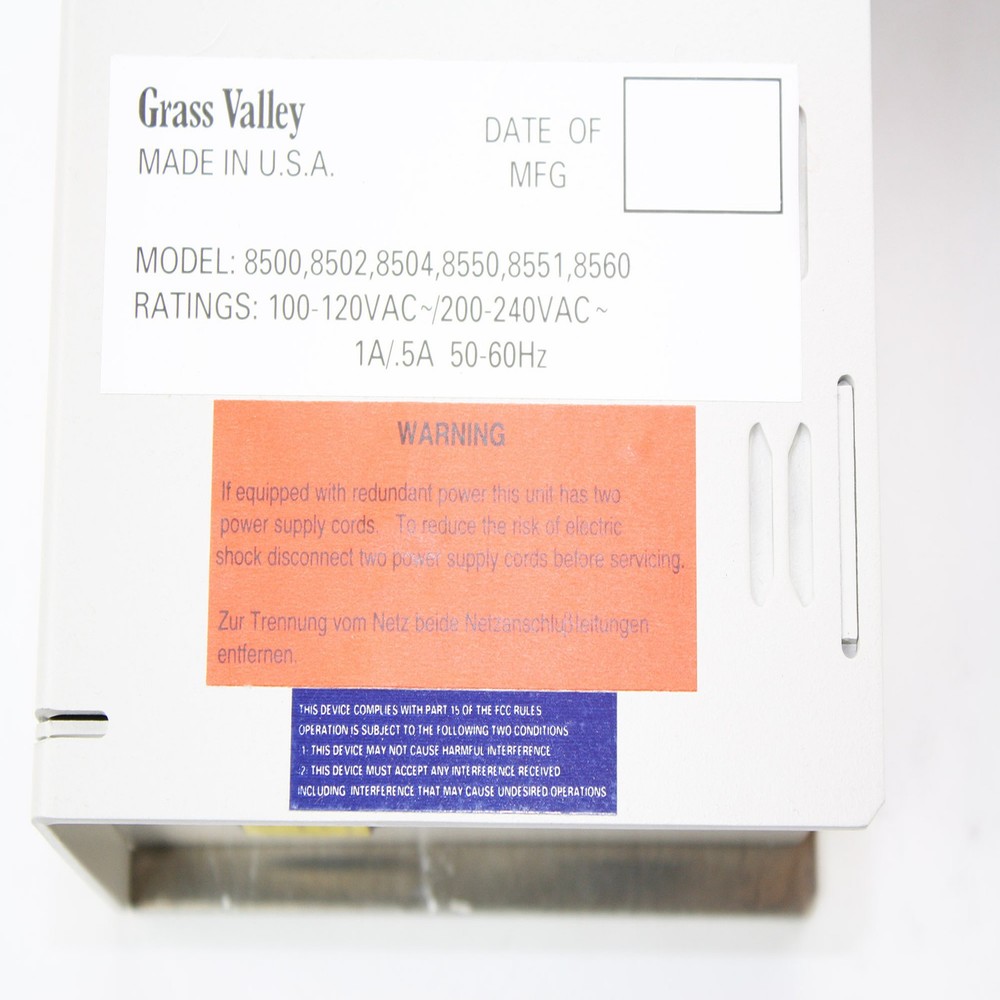 Grass Valley
MADE IN U.S.A.
DATE OF
MFG
MODEL: 8500,8502,8504,8550,8551,8560
RATINGS: 100-120VAC~/200-240VAC~
1A/.5A 50-60Hz
WARNING
If equipped with redundant power this unit has two
power supply cords. To reduce the risk of electric
shock disconnect two power supply cords before servicing.
Zur Trennung vom Netz beide Netzanschlußleitungen
entfernen.
THIS DEVICE COMPLIES WITH PART 15 OF THE FCC RULES
OPERATION IS SUBJECT TO THE FOLLOWING TWO CONDITIONS
1 THIS DEVICE MAY NOT CAUSE HARMFUL INTERFERENCE
2 THIS DEVICE MUST ACCEPT ANY INTERFERENCE RECEIVED
INCLUDING INTERFERENCE THAT MAY CAUSE UNDESIRED OPERATIONS